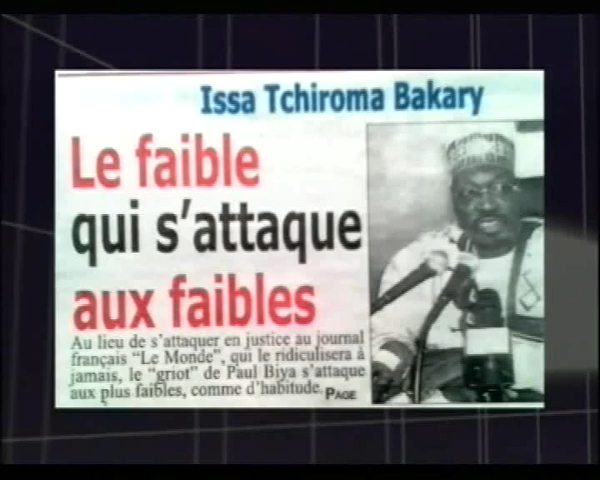 Issa Tchiroma Bakary
Le faible
qui s'attaque
aux faibles
Au lieu de s'attaquer en justice au journal
français "Le Monde", qui le ridiculisera à
jamais, le "griot" de Paul Biya s'attaque
aux plus faibles, comme d'habitude. PAGE